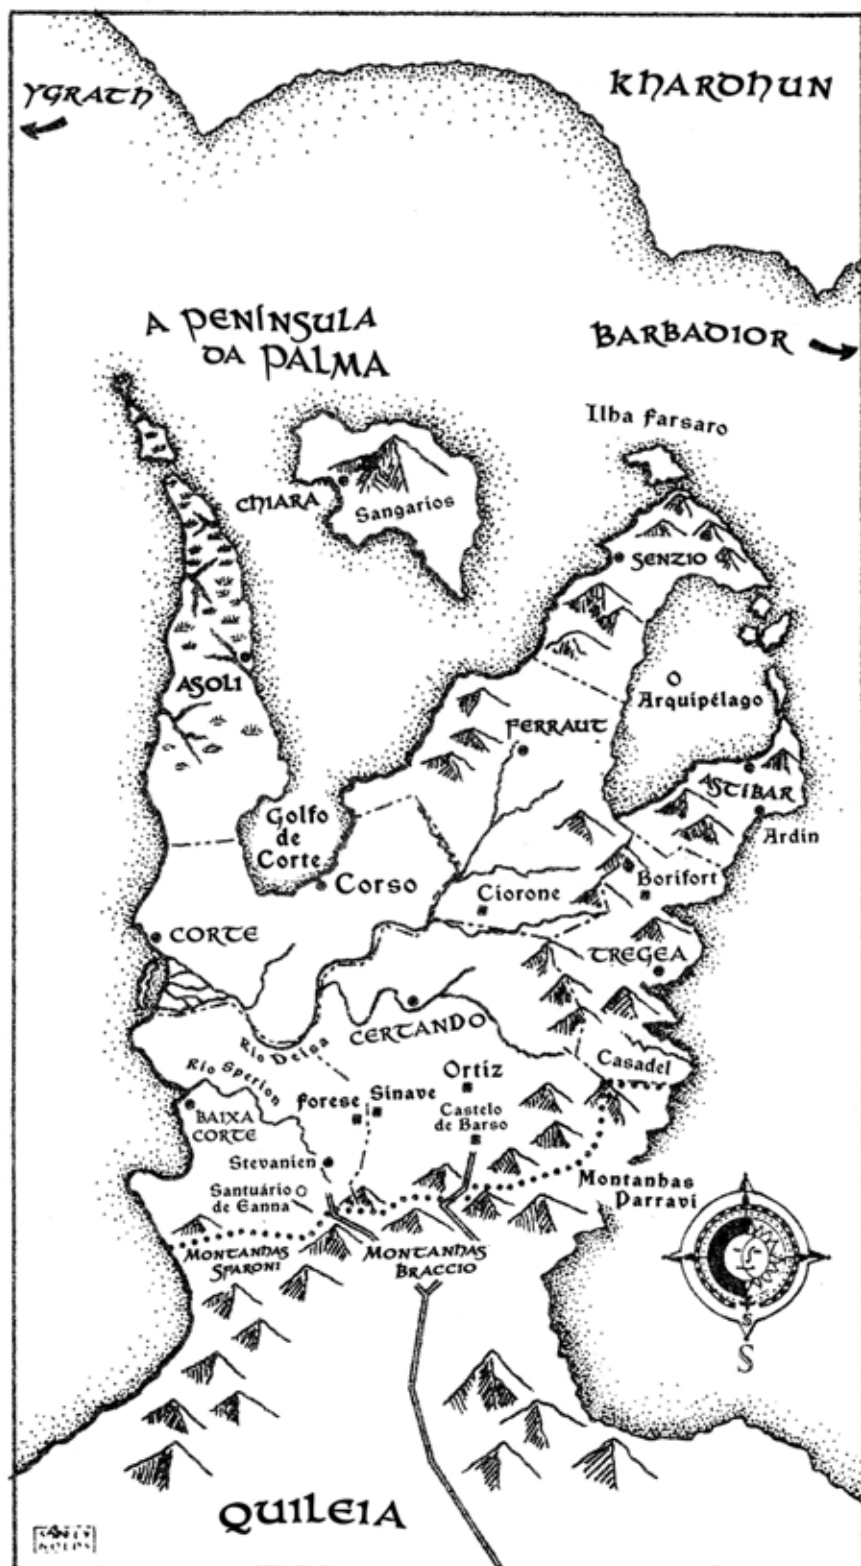 YGRATH
KHARDHUN
A PENÍNSULA
DA PALMA
BARBADIOR
Ilha Farsaro
CHIARA
Sangarios
SENZIO
ASOLI
Arquipélago
FERRAUT
ASTIBAR
Ardin
Golfo
de
Corte
Corso
Ciorone
Borifort
CORTE
TREGEA
CERTANDO
Rio Deisa
Casadel
Rio Sperion
Ortiz
Forese
Sinave
BAIXA
CORTE
Castelo
de Barso
Stevanien
Santuário
de Eanna
Montanhas
Parravi
MONTANHAS
SFARONI
MONTANHAS
BRACCIO
S
S
QUILEIA